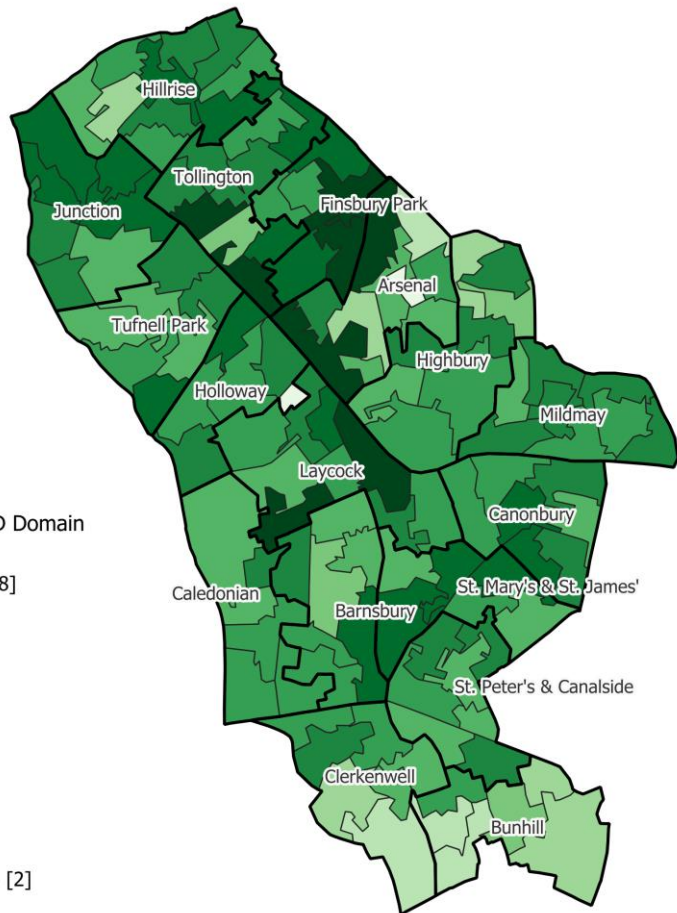 Hillrise
Tollington
Junction
Finsbury Park
Arsenal
Tufnell Park
Highbury
Holloway
Mildmay
Laycock
Canonbury
D Domain
8]
Caledonian
Barnsbury
St. Mary's & St. James'
St. Peter's & Canalside
Clerkenwell
Bunhill
[2]